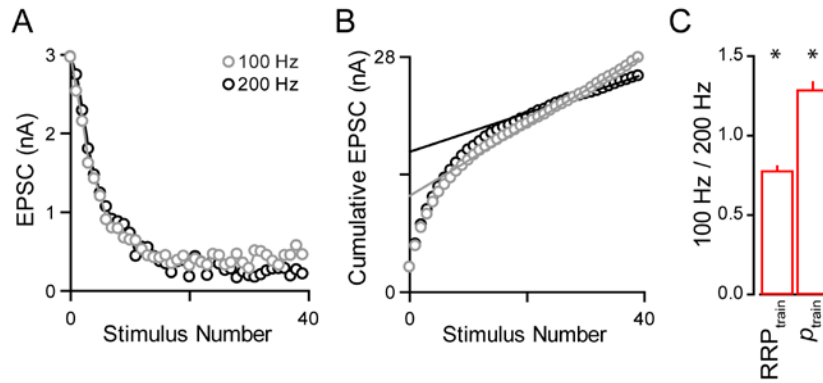 A
3
2
1
0
0
40
EPSC (nA)
Stimulus Number
100 Hz
200 Hz
B
28
0
0
40
Cumulative EPSC (nA)
Stimulus Number
C
1.5
1.0
0.5
0.0
100 Hz / 200 Hz
* *
RRPtrain
ptrain